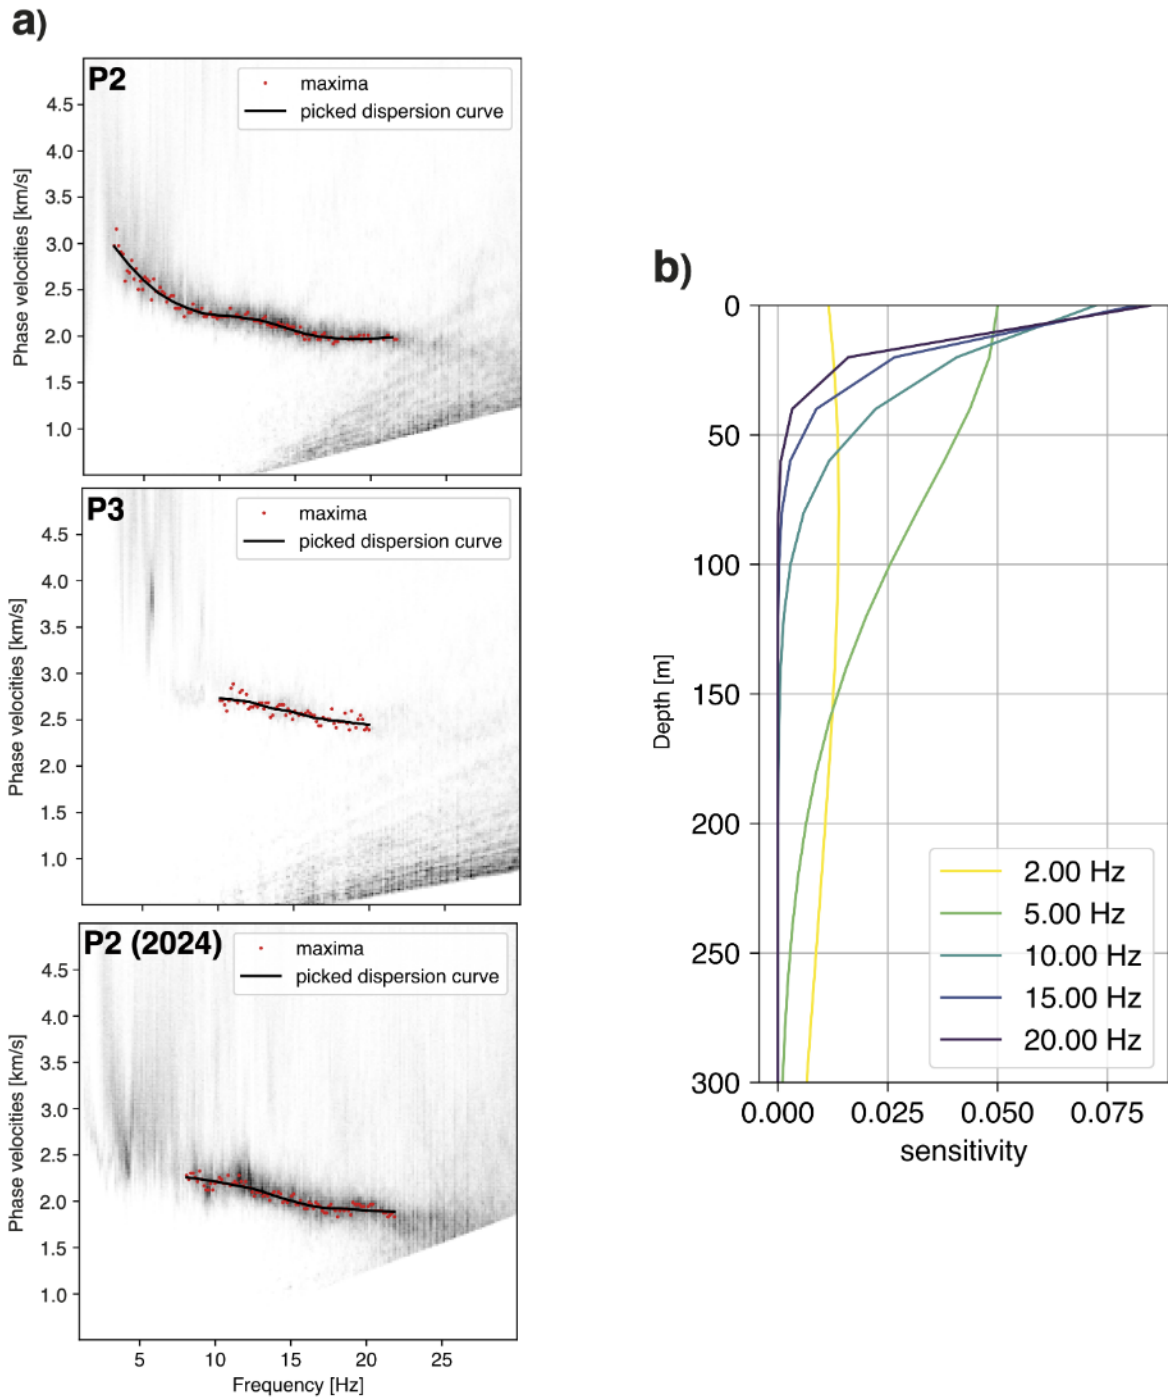 a)
P2
maxima
picked dispersion curve
4.5
4.0
3.5
3.0
2.5
2.0
1.5
1.0
Phase velocities [km/s]
P3
maxima
picked dispersion curve
4.5
4.0
3.5
3.0
2.5
2.0
1.5
1.0
Phase velocities [km/s]
P2 (2024)
maxima
picked dispersion curve
4.5
4.0
3.5
3.0
2.5
2.0
1.5
1.0
Phase velocities [km/s]
5 10 15 20 25
Frequency [Hz]
b)
0
50
100
150
200
250
300
Depth [m]
2.00 Hz
5.00 Hz
10.00 Hz
15.00 Hz
20.00 Hz
0.000 0.025 0.050 0.075
sensitivity